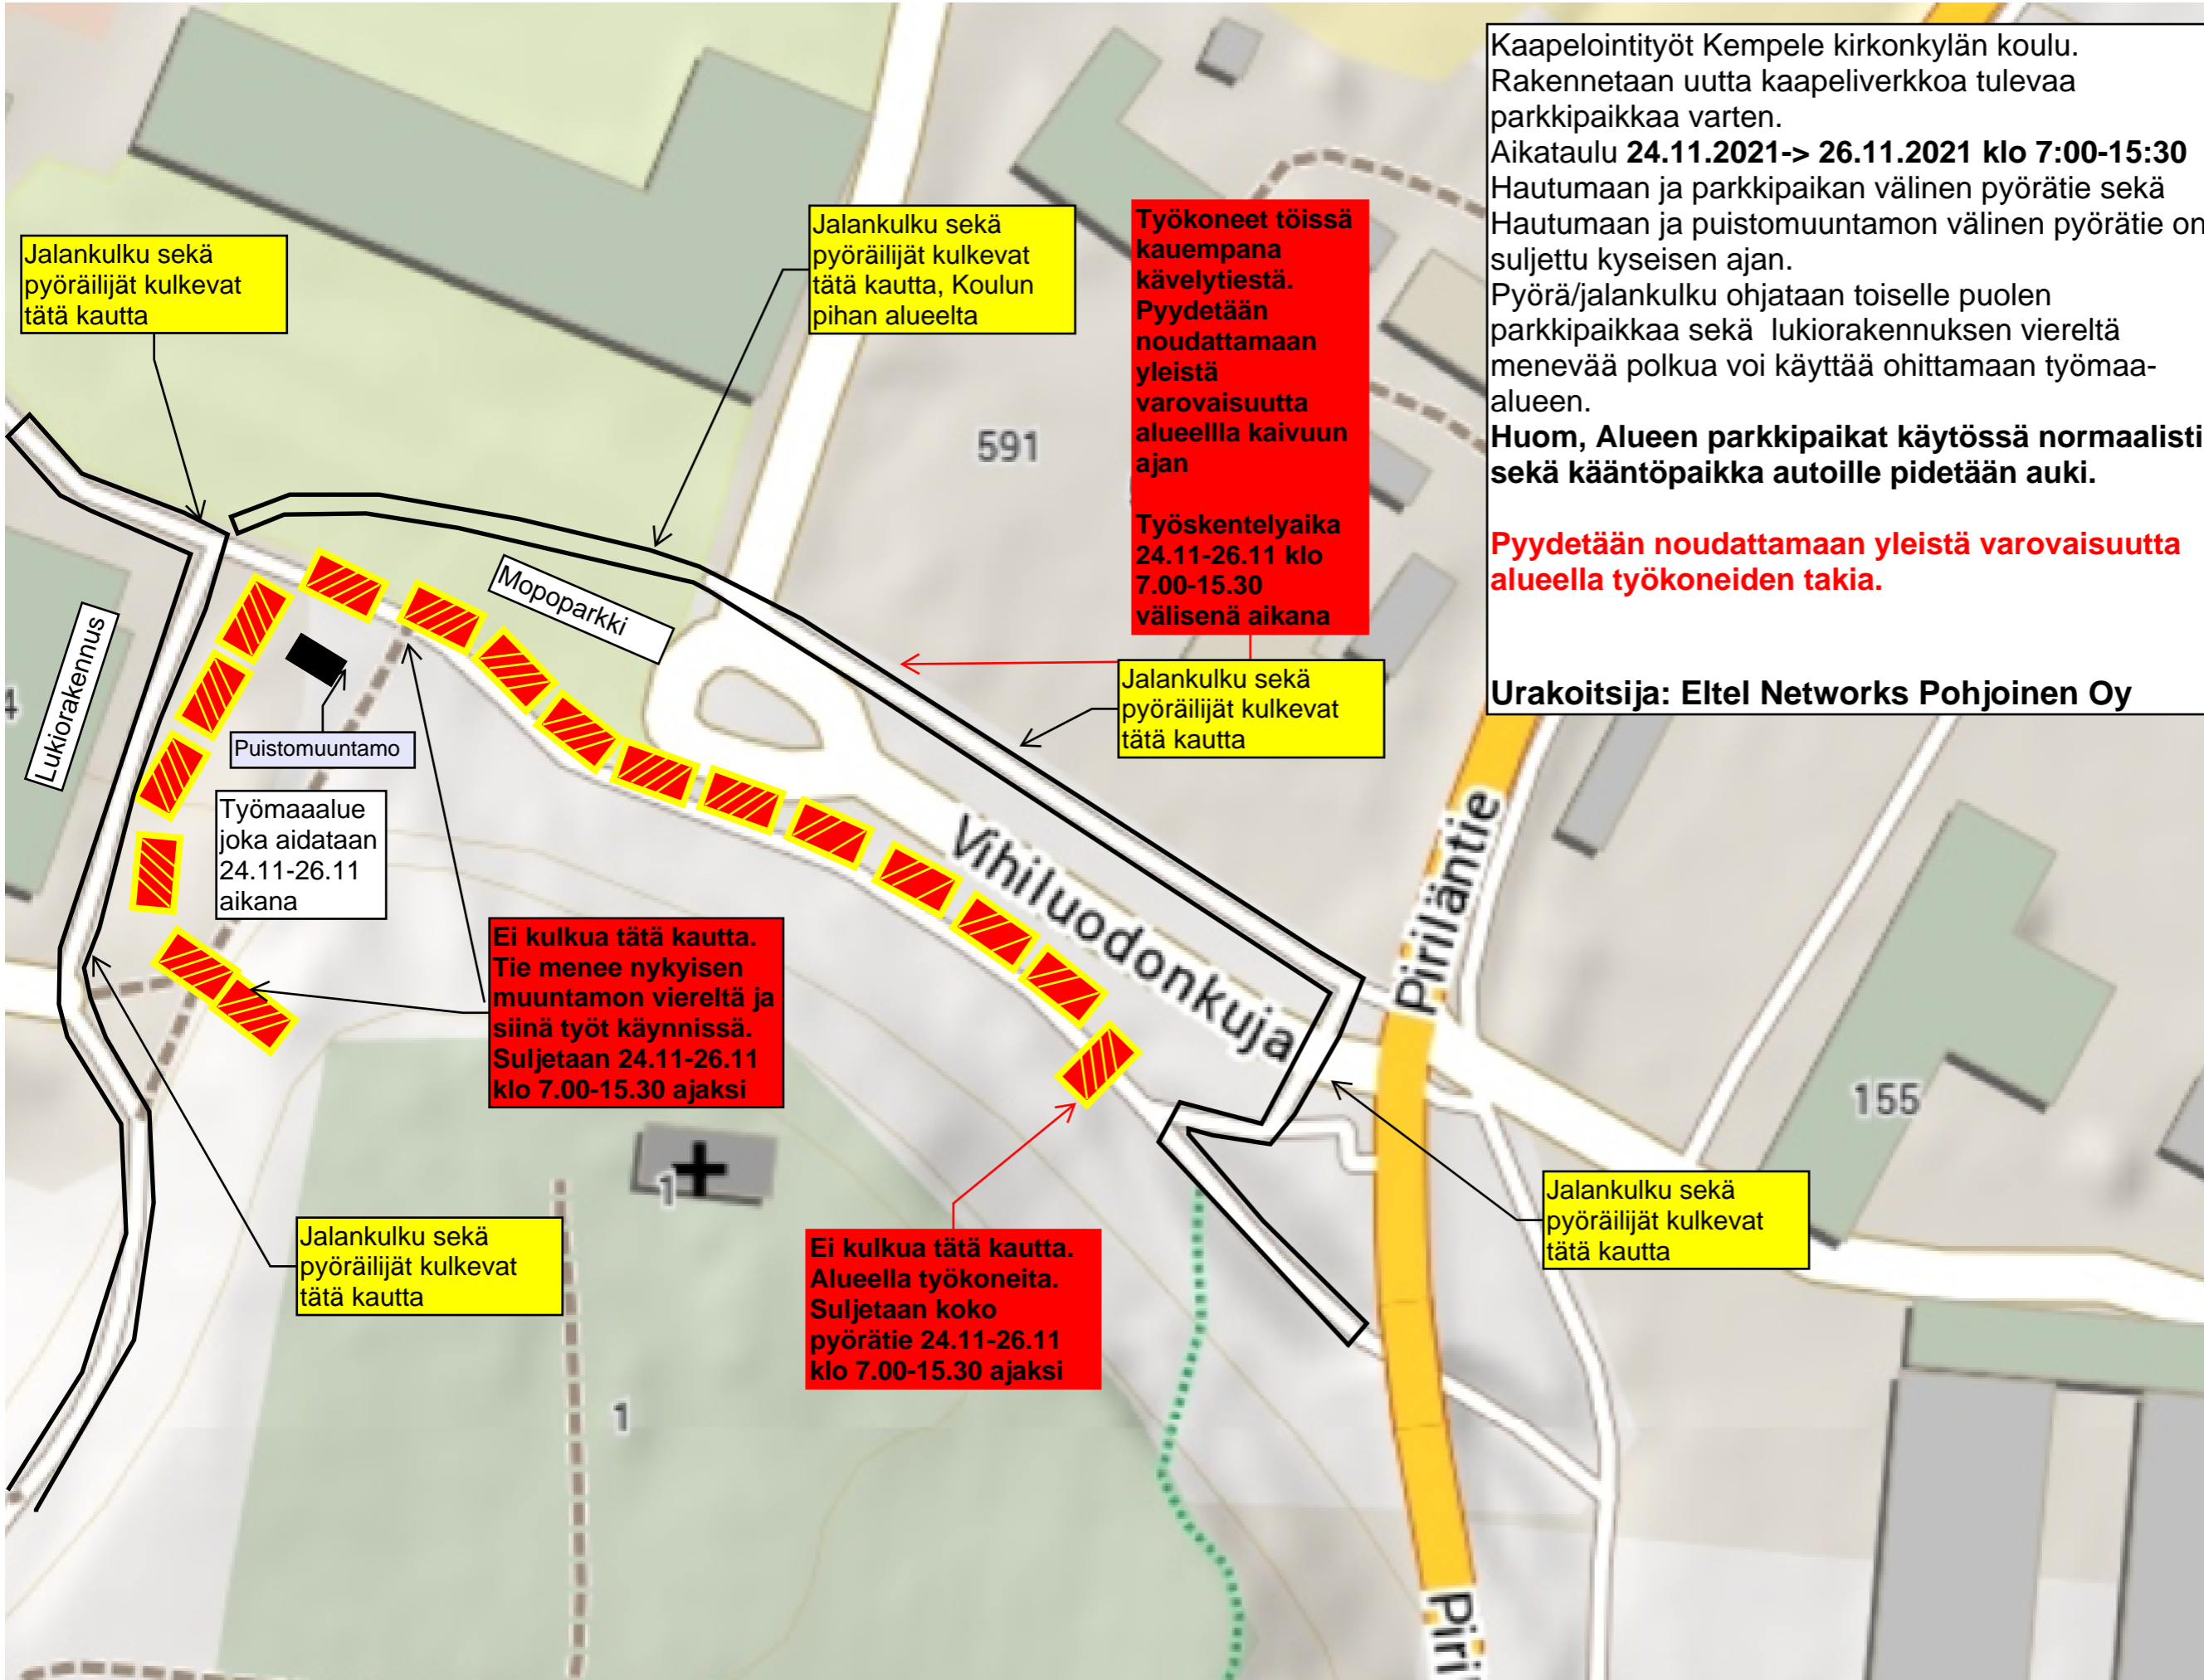 Kaapelointityöt Kempele kirkonkylän koulu.
Rakennetaan uutta kaapeliverkkoa tulevaa
parkkipaikkaa varten.
Aikataulu 24.11.2021-> 26.11.2021 klo 7:00-15:30
Hautumaan ja parkkipaikan välinen pyörätie sekä
Hautumaan ja puistomuuntamon välinen pyörätie on
suljettu kyseisen ajan.
Pyörä/jalankulku ohjataan toiselle puolen
parkkipaikkaa sekä  lukiorakennuksen viereltä
menevää polkua voi käyttää ohittamaan työmaa-
alueen.
Huom, Alueen parkkipaikat käytössä normaalisti
sekä kääntöpaikka autoille pidetään auki.
Pyydetään noudattamaan yleistä varovaisuutta
alueella työkoneiden takia.
Urakoitsija: Eltel Networks Pohjoinen Oy
Jalankulku sekä
pyöräilijät kulkevat
tätä kautta
Jalankulku sekä
pyöräilijät kulkevat
tätä kautta, Koulun
pihan alueelta
Työkoneet töissä
kauempana
kävelytiestä.
Pyydetään
noudattamaan
yleistä
varovaisuutta
alueellla kaivuun
ajan
Työskentelyaika
24.11-26.11 klo
7.00-15.30
välisenä aikana
591
Mopoparkki
Lukiorakennus
4
Jalankulku sekä
pyöräilijät kulkevat
tätä kautta
Puistomuuntamo
Työmaaalue
joka aidataan
24.11-26.11
aikana
Vihiluodonkuja
Piriläntie
Ei kulkua tätä kautta.
Tie menee nykyisen
muuntamon viereltä ja
siinä työt käynnissä.
Suljetaan 24.11-26.11
klo 7.00-15.30 ajaksi
155
1
Jalankulku sekä
pyöräilijät kulkevat
tätä kautta
Jalankulku sekä
pyöräilijät kulkevat
tätä kautta
Ei kulkua tätä kautta.
Alueella työkoneita.
Suljetaan koko
pyörätie 24.11-26.11
klo 7.00-15.30 ajaksi
1
Piri